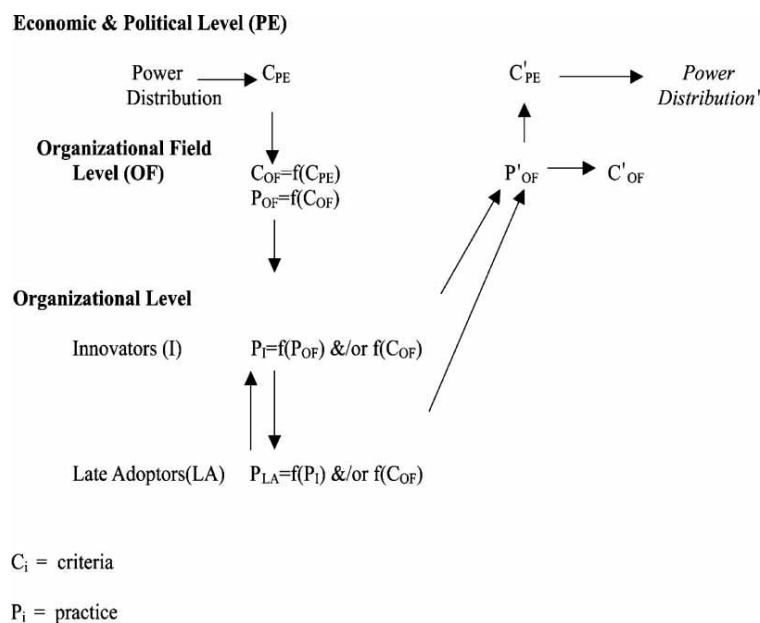 Economic & Political Level (PE)
Power Distribution
C_PE
C'_PE
Power Distribution'
Organizational Field Level (OF)
C_OF=f(C_PE)
P_OF=f(C_OF)
P'_OF
C'_OF
Organizational Level
Innovators (I)
P_I=f(P_OF) &/or f(C_OF)
Late Adoptors(LA)
P_LA=f(P_I) &/or f(C_OF)
C_i = criteria
P_i = practice